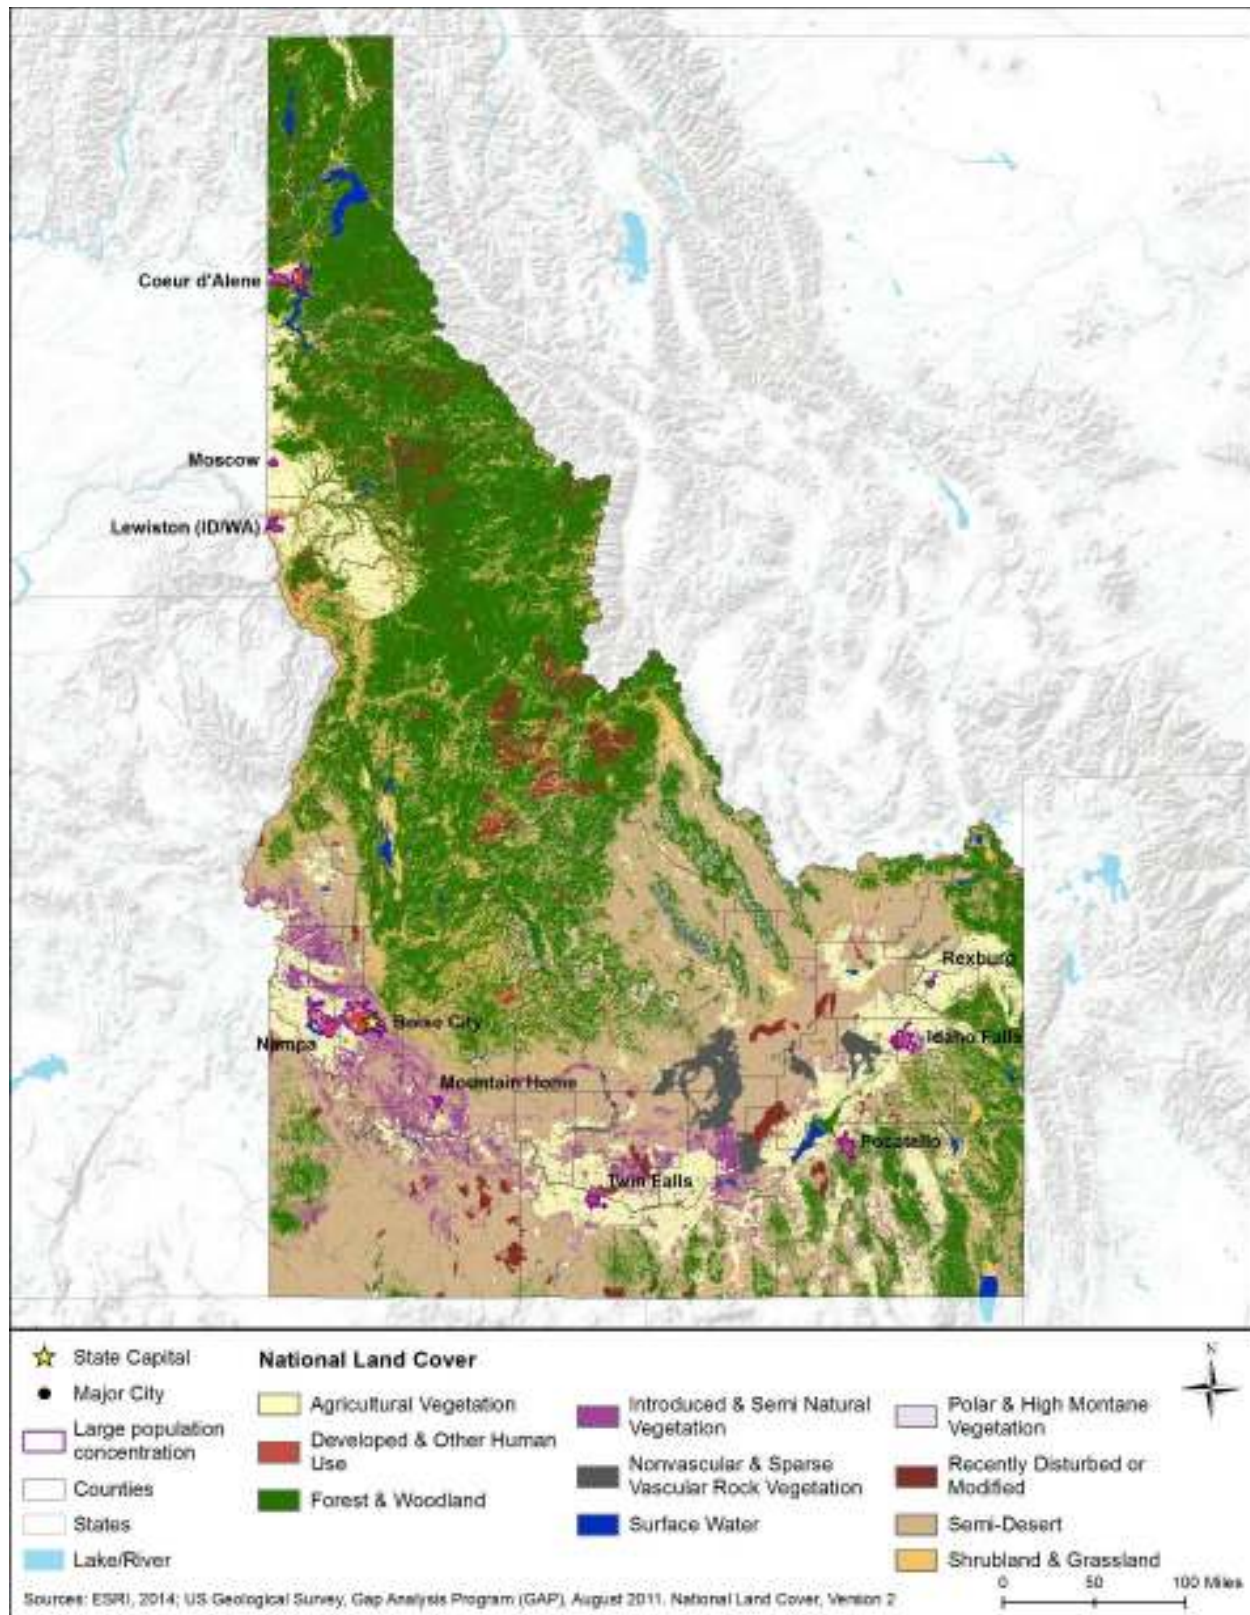 Coeur d'Alene
Moscow
Lewiston (ID/WA)
Rexburg
Boise City
Nampa
Idaho Falls
Mountain Home
Pocatello
Twin Falls
State Capital
Major City
Large population
concentration
Counties
States
Lake/River
National Land Cover
Agricultural Vegetation
Developed & Other Human
Use
Forest & Woodland
Introduced & Semi Natural
Vegetation
Nonvascular & Sparse
Vascular Rock Vegetation
Surface Water
Polar & High Montane
Vegetation
Recently Disturbed or
Modified
Semi-Desert
Shrubland & Grassland
N
0 50 100 Miles
Sources: ESRI, 2014; US Geological Survey, Gap Analysis Program (GAP), August 2011. National Land Cover, Version 2